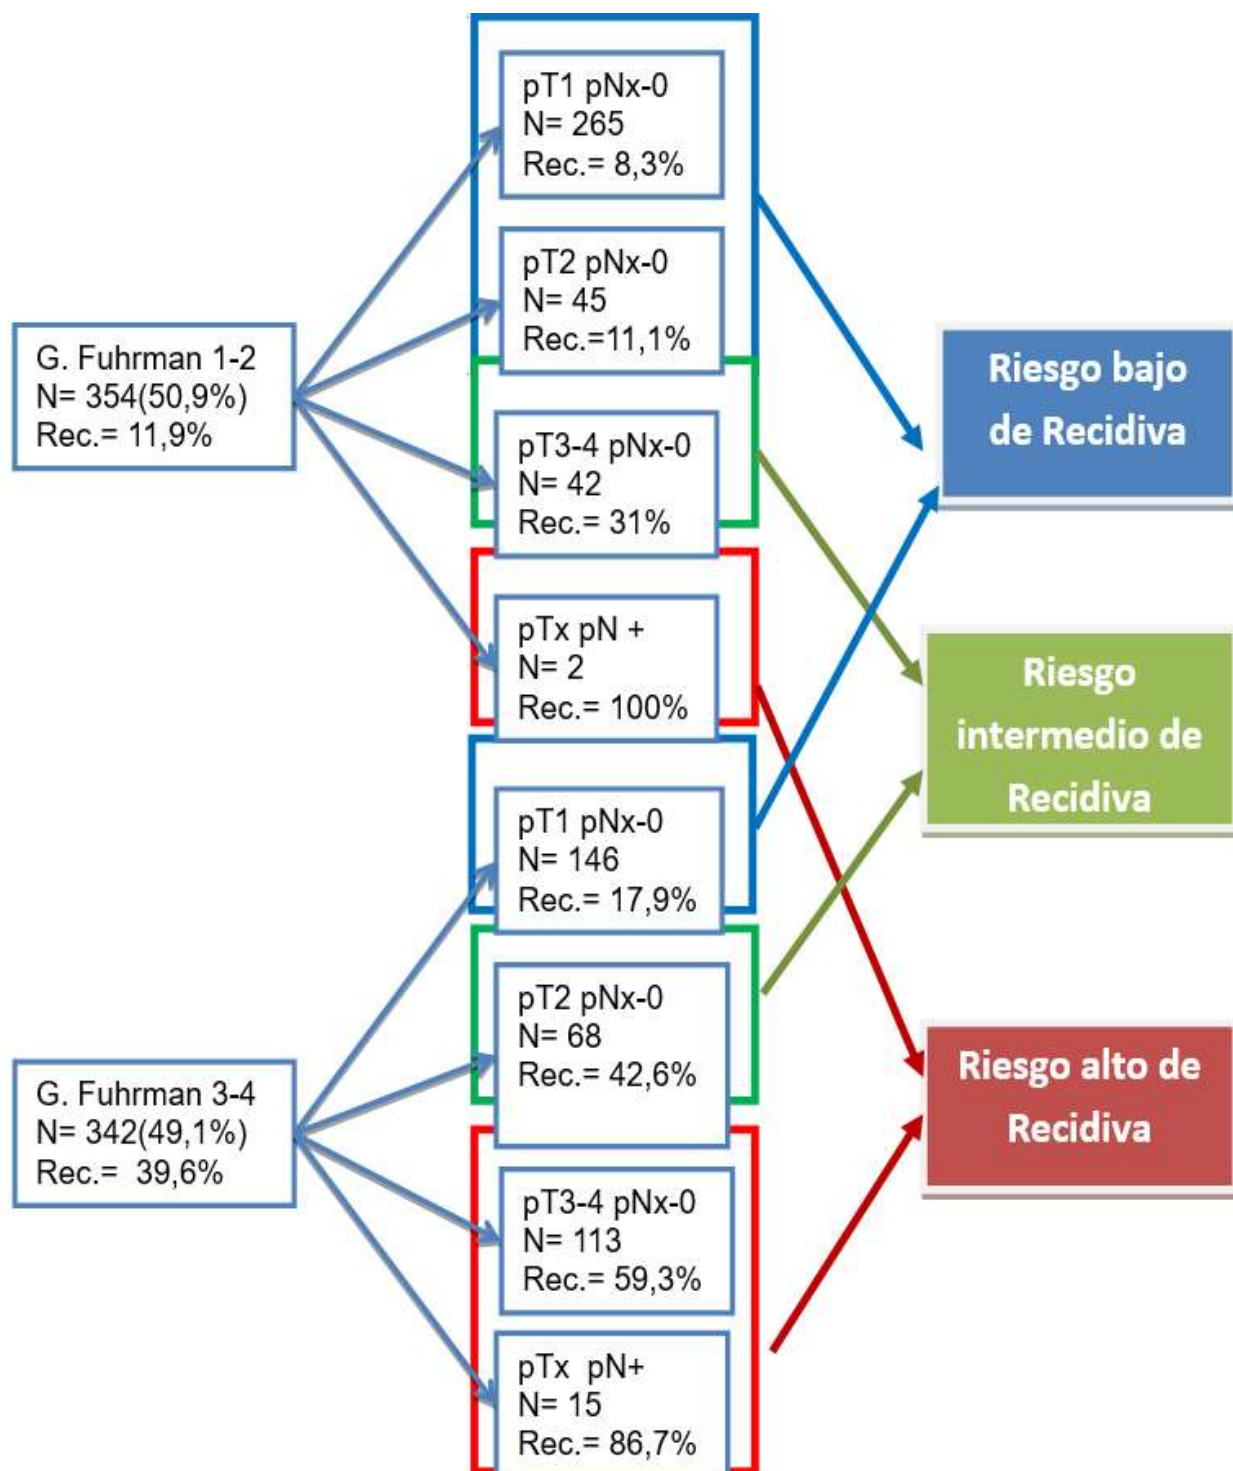 G. Fuhrman 1-2
N= 354(50,9%)
Rec.= 11,9%
G. Fuhrman 3-4
N= 342(49,1%)
Rec.=  39,6%
pT1 pNx-0
N= 265
Rec.= 8,3%
pT2 pNx-0
N= 45
Rec.=11,1%
pT3-4 pNx-0
N= 42
Rec.= 31%
pTx pN +
N= 2
Rec.= 100%
pT1 pNx-0
N= 146
Rec.= 17,9%
pT2 pNx-0
N= 68
Rec.= 42,6%
pT3-4 pNx-0
N= 113
Rec.= 59,3%
pTx  pN+
N= 15
Rec.= 86,7%
Riesgo bajo
de Recidiva
Riesgo
intermedio de
Recidiva
Riesgo alto de
Recidiva